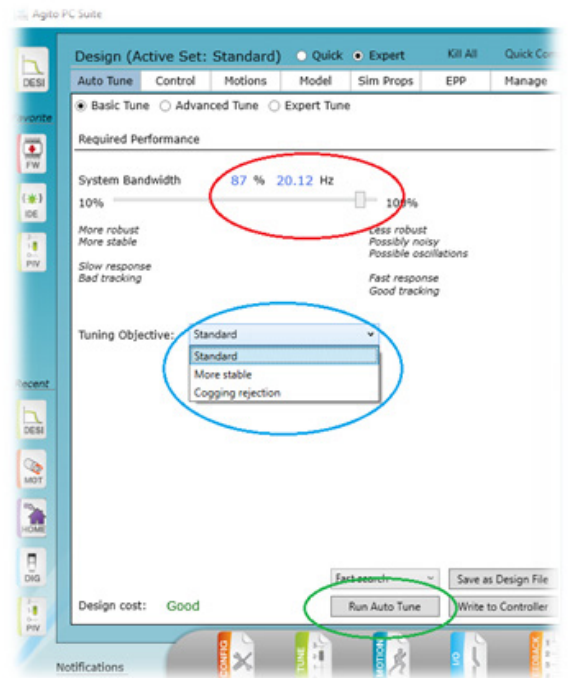 Agito PC Suite
Design (Active Set: Standard) Quick Expert Kill All Quick Con
Auto Tune Control Motions Model Sim Props EPP Manage
Basic Tune Advanced Tune Expert Tune
Required Performance
System Bandwidth 87 % 20.12 Hz
10% 100%
More robust
More stable
Slow response
Bad tracking
Less robust
Possibly noisy
Possible oscillations
Fast response
Good tracking
Tuning Objective: Standard
Standard
More stable
Cogging rejection
Fast search Save as Design File
Design cost: Good Run Auto Tune Write to Controller
DESI
avorite
FW
IDE
PIV
Recent
DESI
MOT
HOME
DIG
PIV
Notifications
CONFIG
TUNE
MOTION
I/O
FEEDBACK